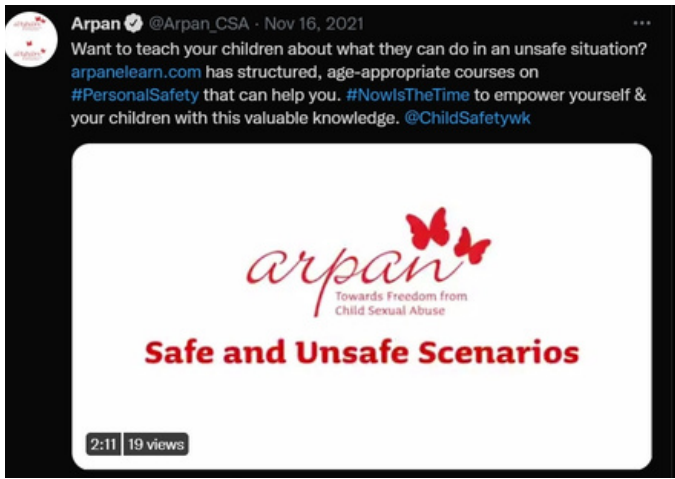 Arpan @Arpan_CSA · Nov 16, 2021
Want to teach your children about what they can do in an unsafe situation?
arpanelearn.com has structured, age-appropriate courses on
#PersonalSafety that can help you. #NowIsTheTime to empower yourself &
your children with this valuable knowledge. @ChildSafetywk
arpan
Towards Freedom from
Child Sexual Abuse
Safe and Unsafe Scenarios
2:11 19 views